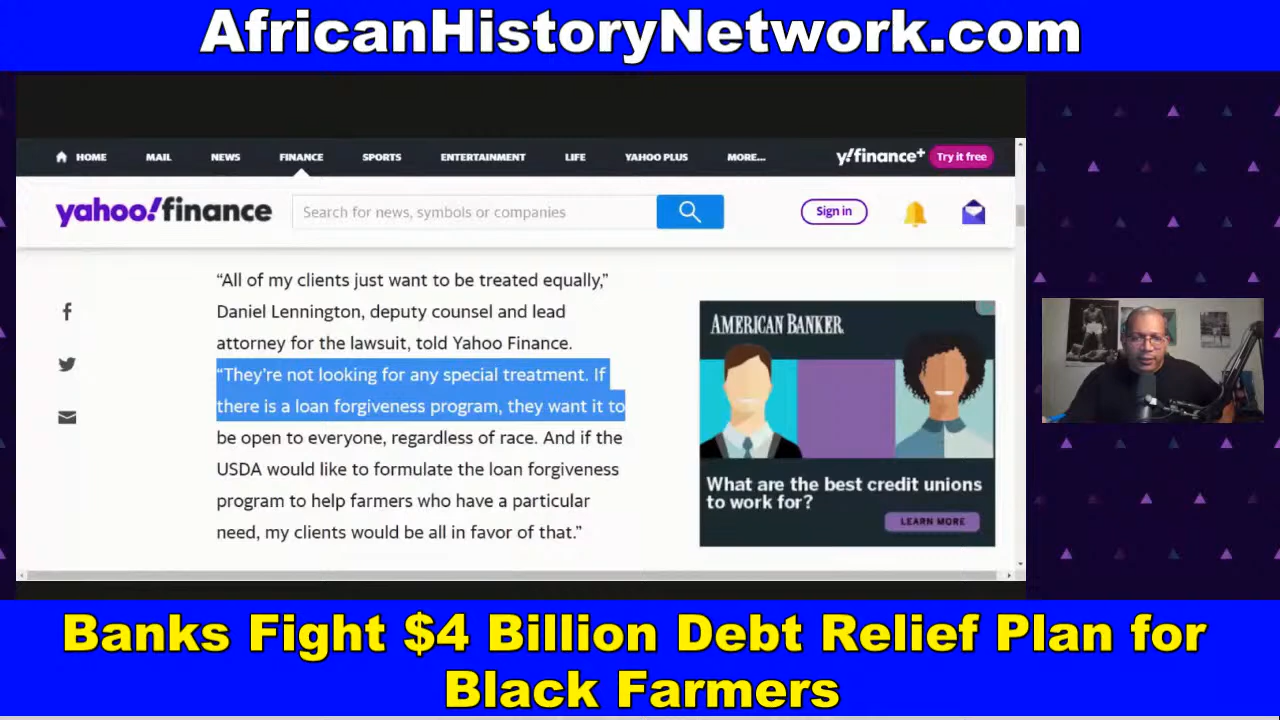 AfricanHistoryNetwork.com
HOME MAIL NEWS FINANCE SPORTS ENTERTAINMENT LIFE YAHOO PLUS MORE... y!finance+ Try it free
yahoo!finance Search for news, symbols or companies Sign in
“All of my clients just want to be treated equally,”
Daniel Lennington, deputy counsel and lead
attorney for the lawsuit, told Yahoo Finance.
“They’re not looking for any special treatment. If
there is a loan forgiveness program, they want it to
be open to everyone, regardless of race. And if the
USDA would like to formulate the loan forgiveness
program to help farmers who have a particular
need, my clients would be all in favor of that.”
AMERICAN BANKER
What are the best credit unions
to work for?
LEARN MORE
Banks Fight $4 Billion Debt Relief Plan for
Black Farmers